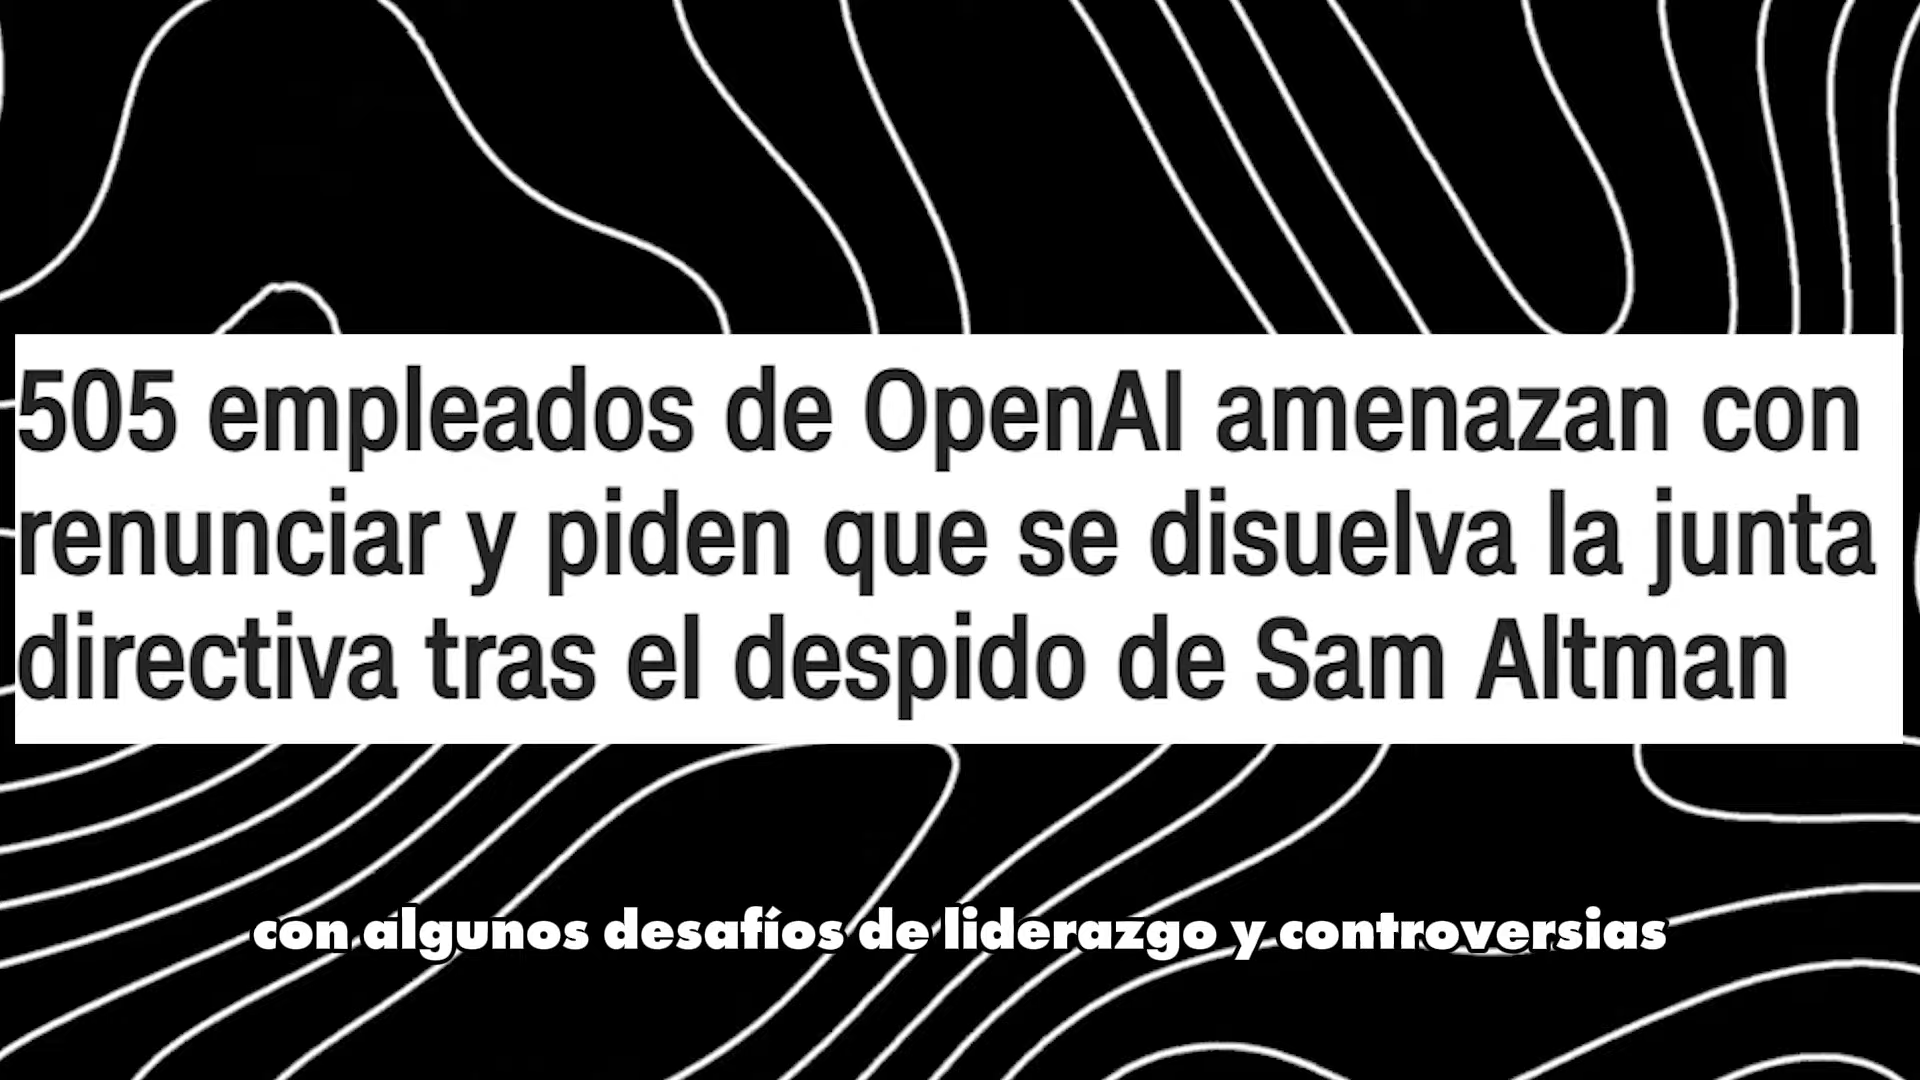 505 empleados de OpenAI amenazan con
renunciar y piden que se disuelva la junta
directiva tras el despido de Sam Altman
con algunos desafíos de liderazgo y controversias